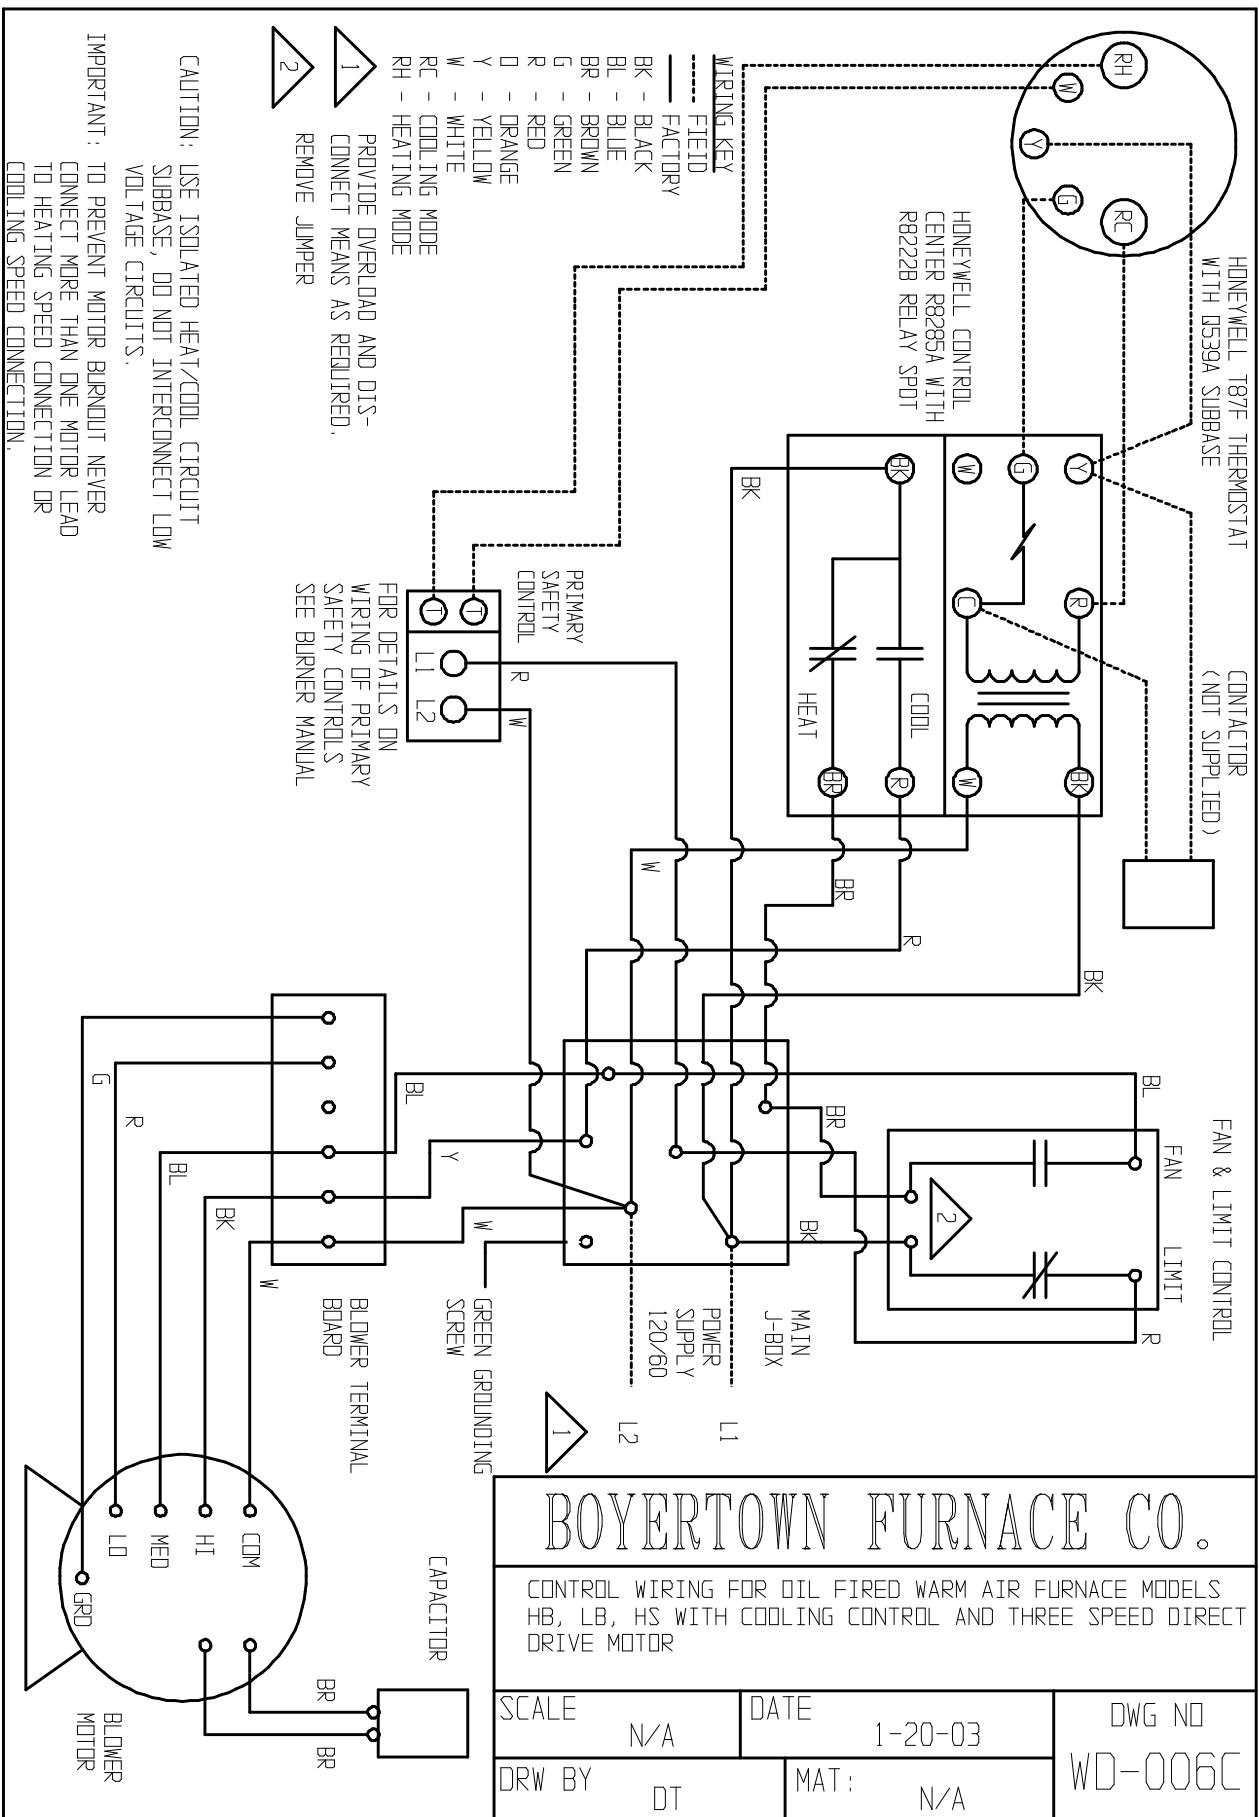 HONEYWELL T87F THERMOSTAT
WITH Q539A SUBBASE
RH
W
Y
G
RC
HONEYWELL CONTROL
CENTER R8285A WITH
R8222B RELAY SPDT
CONTACTOR
(NOT SUPPLIED)
Y
G
W
R
C
BK
W
BK
R
BR
COOL
HEAT
BK
BK
R
BR
W
FAN & LIMIT CONTROL
FAN
LIMIT
2
BL
R
BR
BK
MAIN
J-BOX
POWER
SUPPLY
120/60
L1
L2
1
GREEN GROUNDING
SCREW
PRIMARY
SAFETY
CONTROL
T
T
L1
L2
R
W
FOR DETAILS ON
WIRING OF PRIMARY
SAFETY CONTROLS
SEE BURNER MANUAL
WIRING KEY
FIEID
FACTORY
BK - BLACK
BL - BLUE
BR - BROWN
G - GREEN
R - RED
O - ORANGE
Y - YELLOW
W - WHITE
RC - COOLING MODE
RH - HEATING MODE
1
PROVIDE OVERLOAD AND DIS-
CONNECT MEANS AS REQUIRED.
2
REMOVE JUMPER
CAUTION: USE ISOLATED HEAT/COOL CIRCUIT
SUBBASE, DO NOT INTERCONNECT LOW
VOLTAGE CIRCUITS.
IMPORTANT: TO PREVENT MOTOR BURNOUT NEVER
CONNECT MORE THAN ONE MOTOR LEAD
TO HEATING SPEED CONNECTION OR
COOLING SPEED CONNECTION.
BL
Y
W
BLOWER TERMINAL
BOARD
W
BK
BL
R
G
COM
HI
MED
LO
GRD
CAPACITOR
BR
BR
BLOWER
MOTOR
BOYERTOWN FURNACE CO.
CONTROL WIRING FOR OIL FIRED WARM AIR FURNACE MODELS
HB, LB, HS WITH COOLING CONTROL AND THREE SPEED DIRECT
DRIVE MOTOR
SCALE
N/A
DATE
1-20-03
DWG NO
WD-006C
DRW BY
DT
MAT:
N/A